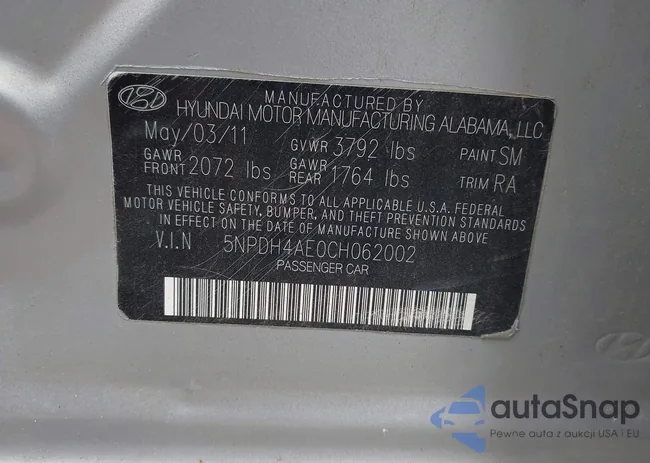 MANUFACTURED BY
HYUNDAI MOTOR MANUFACTURING ALABAMA, LLC
May/03/11 GVWR 3792 lbs PAINT SM
GAWR FRONT 2072 lbs GAWR REAR 1764 lbs TRIM RA
THIS VEHICLE CONFORMS TO ALL APPLICABLE U.S.A. FEDERAL
MOTOR VEHICLE SAFETY, BUMPER, AND THEFT PREVENTION STANDARDS
IN EFFECT ON THE DATE OF MANUFACTURE SHOWN ABOVE.
V.I.N 5NPDH4AE0CH062002
PASSENGER CAR
autaSnap
Pewne auta z aukcji USA i EU